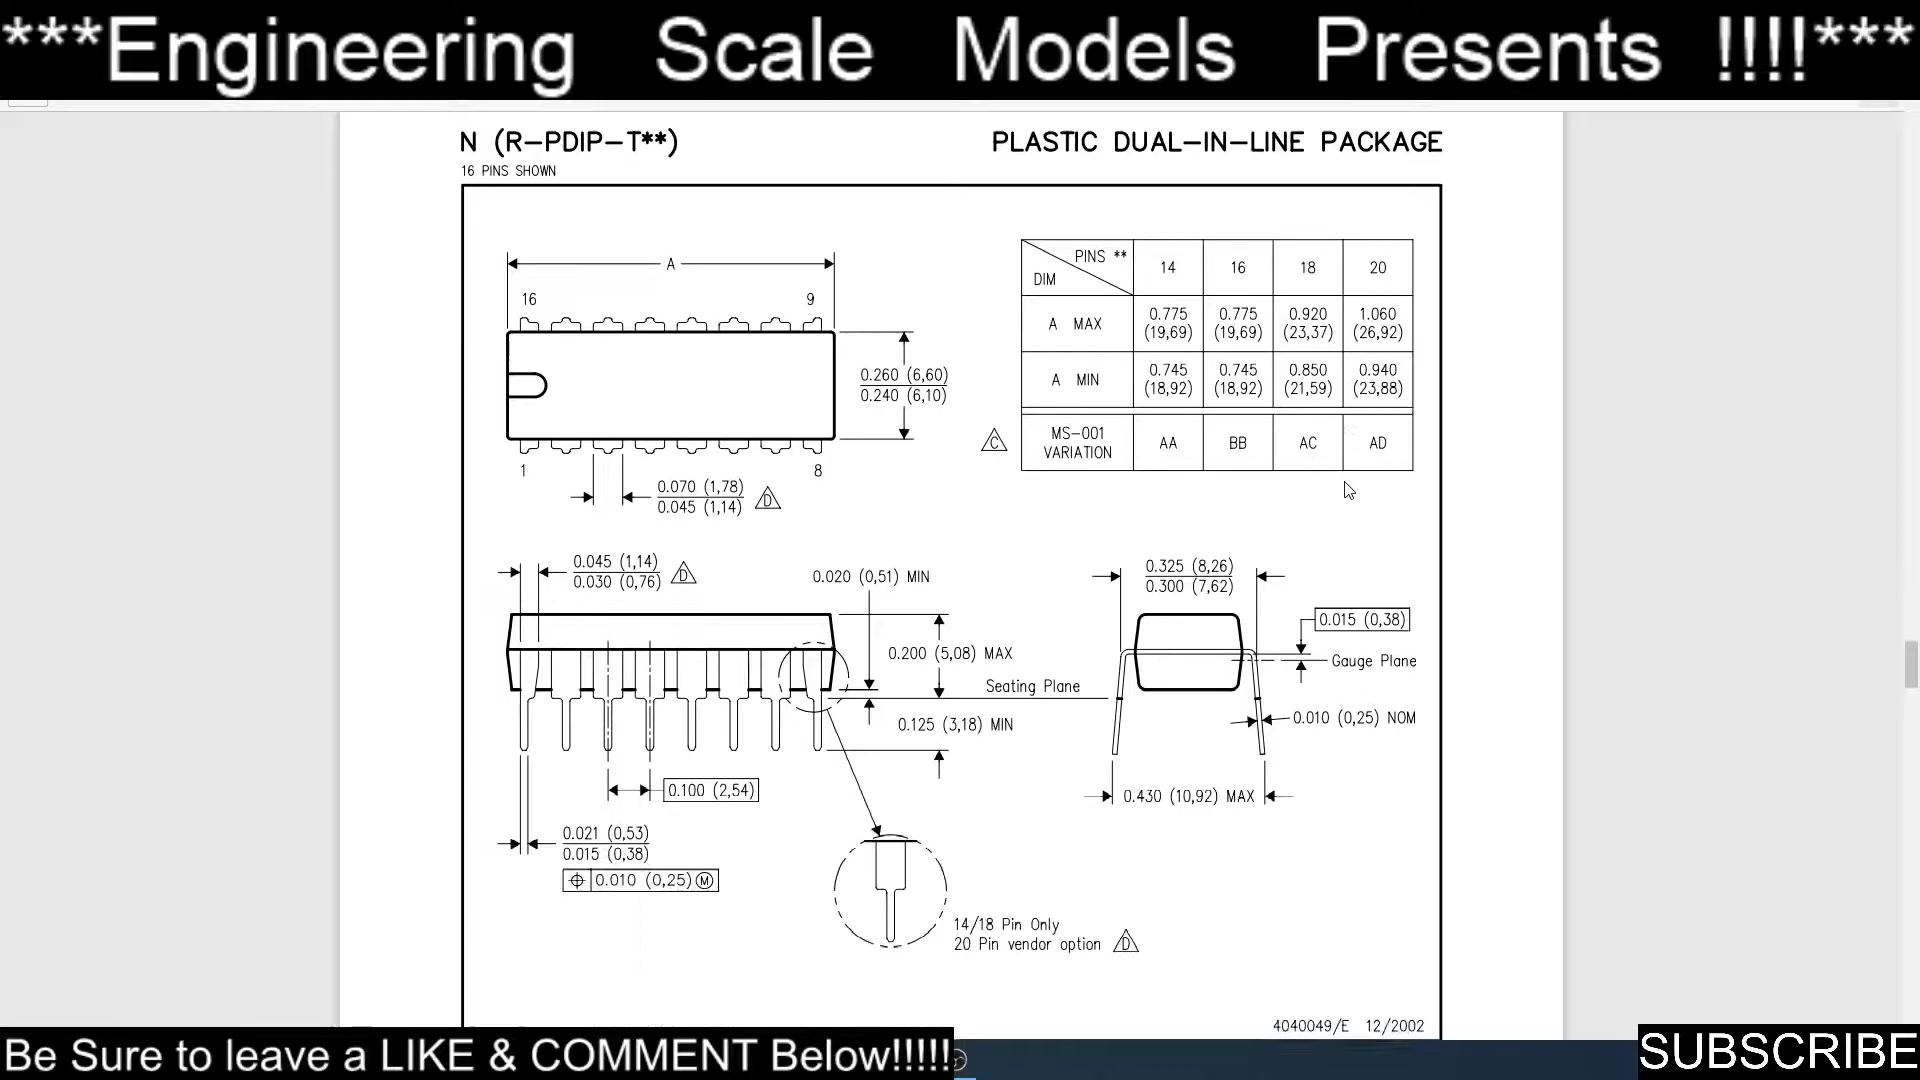 ***Engineering Scale Models Presents !!!!***
N (R-PDIP-T**)
PLASTIC DUAL-IN-LINE PACKAGE
16 PINS SHOWN
A
16
9
1
8
0.260 (6,60)
0.240 (6,10)
0.070 (1,78)
0.045 (1,14)
D
PINS **
DIM
14
16
18
20
A MAX
0.775
(19,69)
0.775
(19,69)
0.920
(23,37)
1.060
(26,92)
A MIN
0.745
(18,92)
0.745
(18,92)
0.850
(21,59)
0.940
(23,88)
C
MS-001
VARIATION
AA
BB
AC
AD
0.045 (1,14)
0.030 (0,76)
D
0.020 (0,51) MIN
0.200 (5,08) MAX
Seating Plane
0.125 (3,18) MIN
0.100 (2,54)
0.021 (0,53)
0.015 (0,38)
0.010 (0,25) M
0.325 (8,26)
0.300 (7,62)
0.015 (0,38)
Gauge Plane
0.010 (0,25) NOM
0.430 (10,92) MAX
14/18 Pin Only
20 Pin vendor option
D
4040049/E 12/2002
Be Sure to leave a LIKE & COMMENT Below!!!!!
SUBSCRIBE